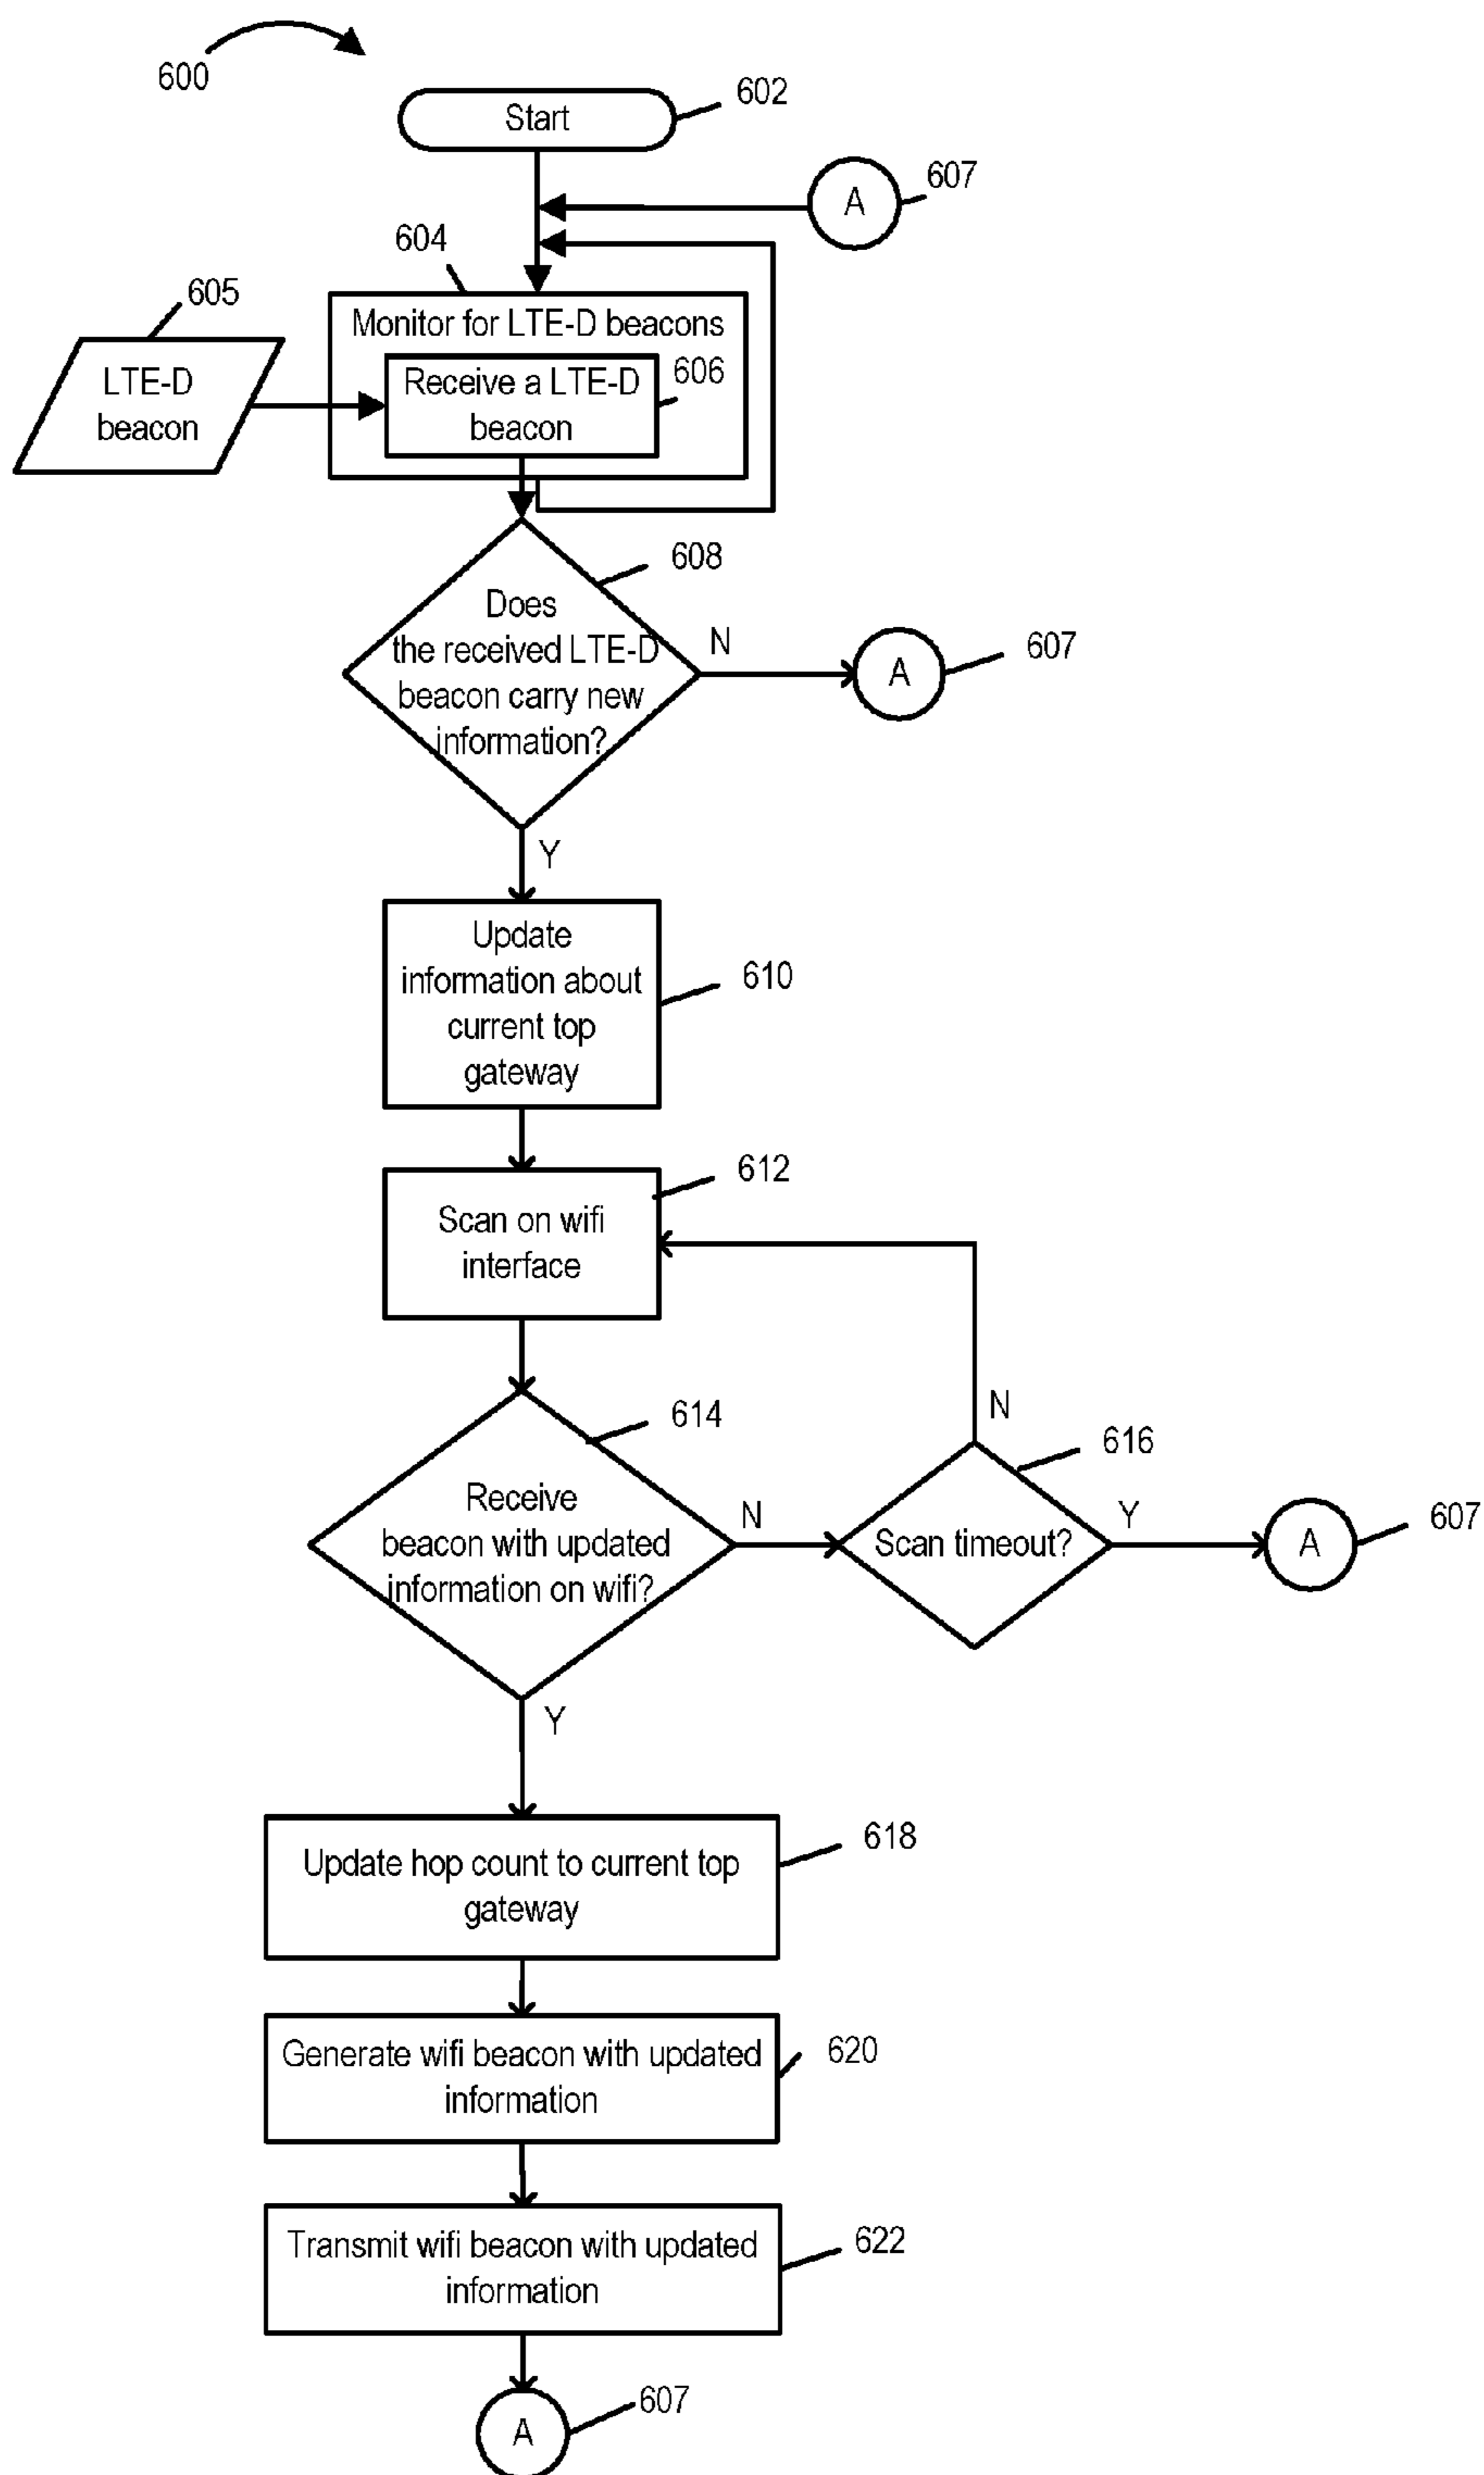 600
Start
602
A
607
604
605
Monitor for LTE-D beacons
LTE-D
beacon
Receive a LTE-D
beacon
606
608
Does
the received LTE-D
beacon carry new
information?
N
A
607
Y
Update
information about
current top
gateway
610
612
Scan on wifi
interface
614
N
616
Receive
beacon with updated
information on wifi?
N
Scan timeout?
Y
A
607
Y
Update hop count to current top
gateway
618
Generate wifi beacon with updated
information
620
Transmit wifi beacon with updated
information
622
A
607